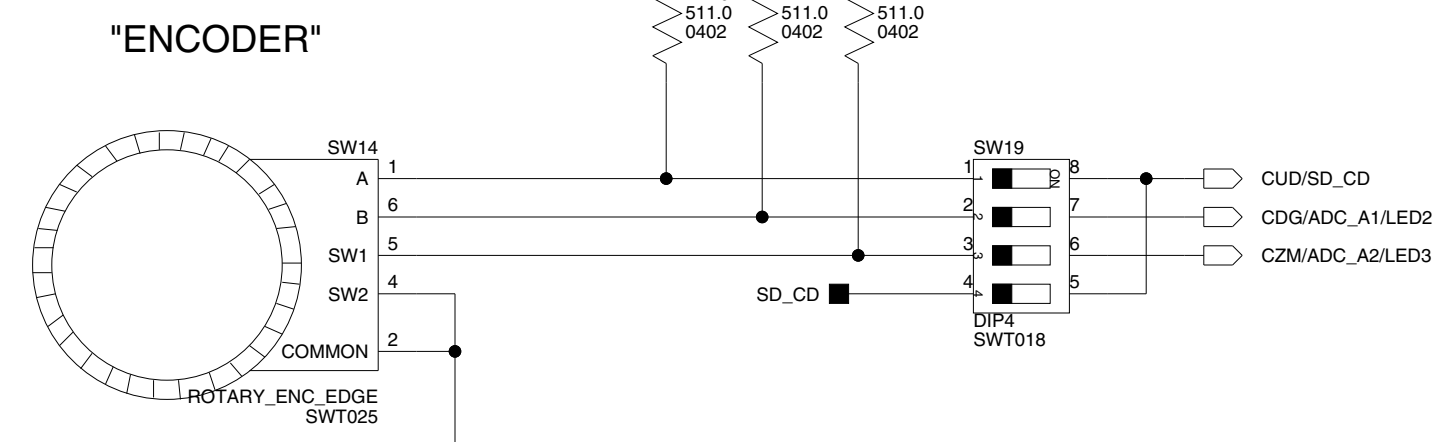 "ENCODER"
511.0
0402
511.0
0402
511.0
0402
SW14
A 1
B 6
SW1 5
SW2 4
COMMON 2
ROTARY_ENC_EDGE
SWT025
SW19
1 1 ON 8 CUD/SD_CD
2 2 7 CDG/ADC_A1/LED2
3 3 6 CZM/ADC_A2/LED3
SD_CD 4 4 5
DIP4
SWT018